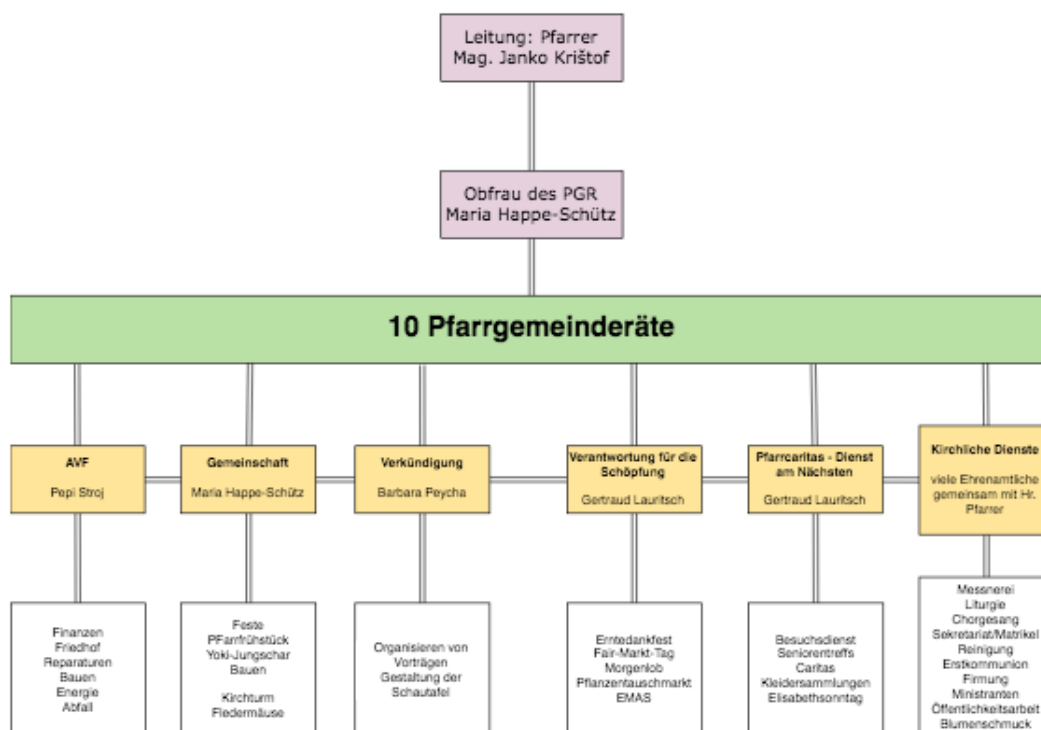 Leitung: Pfarrer
Mag. Janko Krištof
Obfrau des PGR
Maria Happe-Schütz
10 Pfarrgemeinderäte
AVF
Pepi Stroj
Gemeinschaft
Maria Happe-Schütz
Verkündigung
Barbara Peycha
Verantwortung für die
Schöpfung
Gertraud Lauritsch
Pfarrcaritas - Dienst
am Nächsten
Gertraud Lauritsch
Kirchliche Dienste
viele Ehrenamtliche
gemeinsam mit Hr.
Pfarrer
Finanzen
Friedhof
Reparaturen
Bauen
Energie
Abfall
Feste
PFarrfrühstück
Yoki-Jungschar
Bauen
Kirchturm
Fledermäuse
Organisieren von
Vorträgen
Gestaltung der
Schautafel
Erntedankfest
Fair-Markt-Tag
Morgenlob
Pflanzentauschmarkt
EMAS
Besuchsdienst
Seniorentreffs
Caritas
Kleidersammlungen
Elisabethsonntag
Messnerei
Liturgie
Chorgesang
Sekretariat/Matrikel
Reinigung
Erstkommunion
Firmung
Ministranten
Öffentlichkeitsarbeit
Blumenschmuck